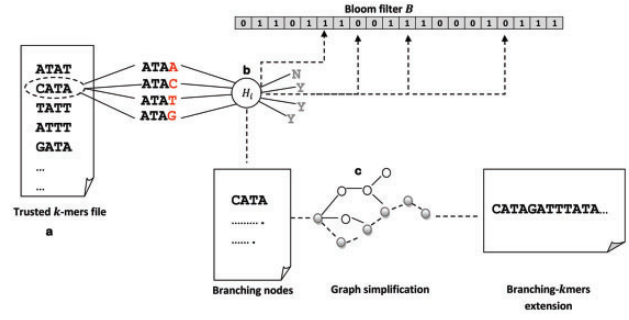 Bloom filter B
0 1 1 0 1 1 1 0 1 1 1 1 0 0 0 1 0 1 1 1
ATAT
CATA
TATT
ATTT
GATA
...
...
Trusted k-mers file
a
ATAA
ATAC
ATAT
ATAG
b
H_i
N
Y
Y
Y
CATA
......... .
...... .
Branching nodes
c
Graph simplification
CATAGATTTATA...
Branching-kmers
extension